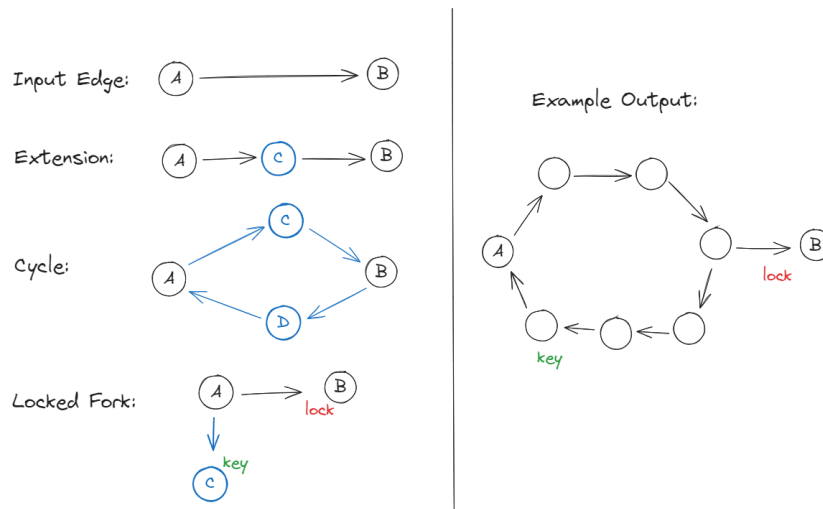 Input Edge:
A
B
Extension:
A
C
B
Cycle:
C
A
B
D
Locked Fork:
A
B
lock
key
C
Example Output:
A
B
lock
key